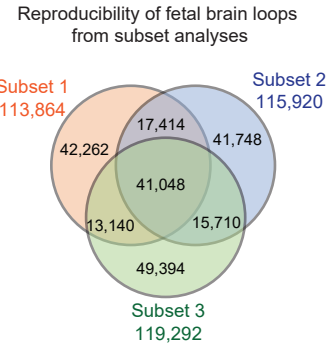 Reproducibility of fetal brain loops
from subset analyses
Subset 1
113,864
Subset 2
115,920
17,414
42,262
41,748
41,048
13,140
15,710
49,394
Subset 3
119,292